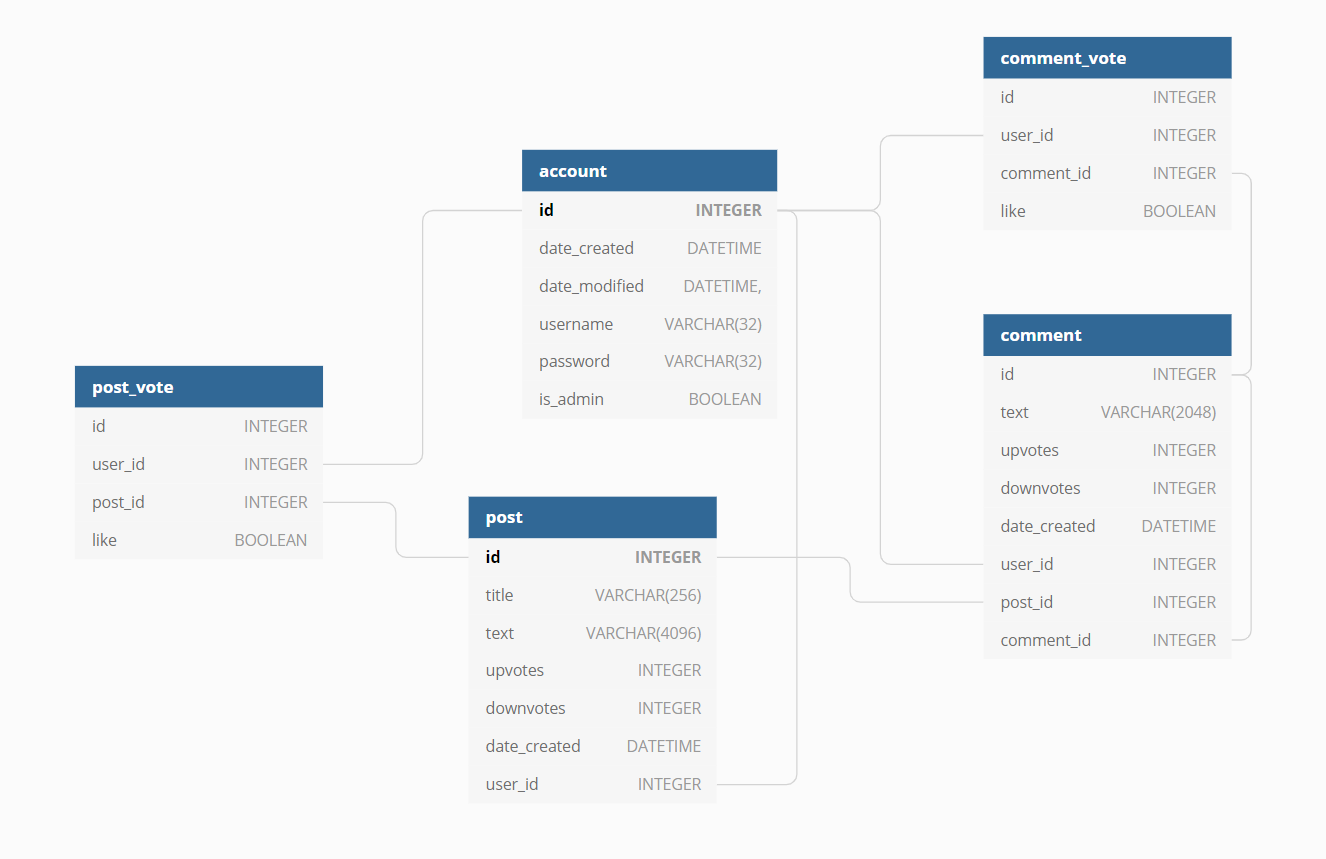 comment_vote
id INTEGER
user_id INTEGER
comment_id INTEGER
like BOOLEAN
account
id INTEGER
date_created DATETIME
date_modified DATETIME,
username VARCHAR(32)
password VARCHAR(32)
is_admin BOOLEAN
comment
id INTEGER
text VARCHAR(2048)
upvotes INTEGER
downvotes INTEGER
date_created DATETIME
user_id INTEGER
post_id INTEGER
comment_id INTEGER
post_vote
id INTEGER
user_id INTEGER
post_id INTEGER
like BOOLEAN
post
id INTEGER
title VARCHAR(256)
text VARCHAR(4096)
upvotes INTEGER
downvotes INTEGER
date_created DATETIME
user_id INTEGER